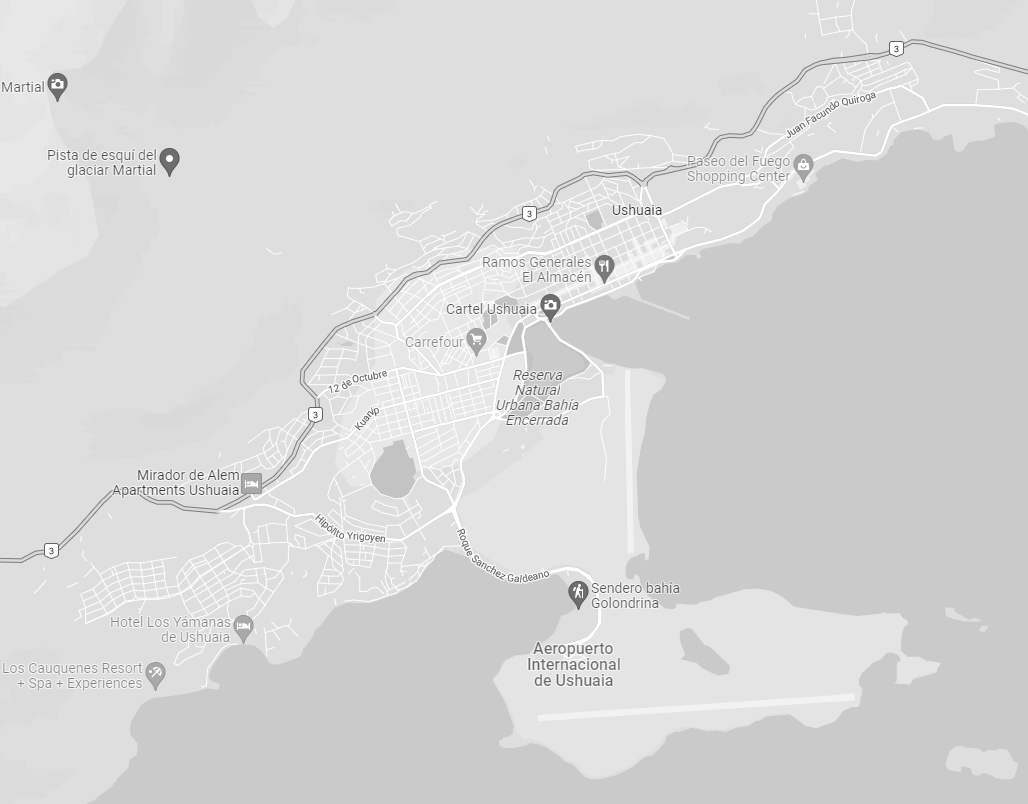 3
Martial
Juan Facundo Quiroga
Pista de esquí del
glaciar Martial
Paseo del Fuego
Shopping Center
3
Ushuaia
Ramos Generales
El Almacén
Cartel Ushuaia
Carrefour
12 de Octubre
Reserva
Natural
Urbana Bahía
Encerrada
3
Kuanip
Mirador de Alem
Apartments Ushuaia
Hipólito Yrigoyen
3
Roque Sanchez Galdeano
Sendero bahía
Golondrina
Hotel Los Yámanas
de Ushuaia
Aeropuerto
Internacional
de Ushuaia
Los Cauquenes Resort
+ Spa + Experiences